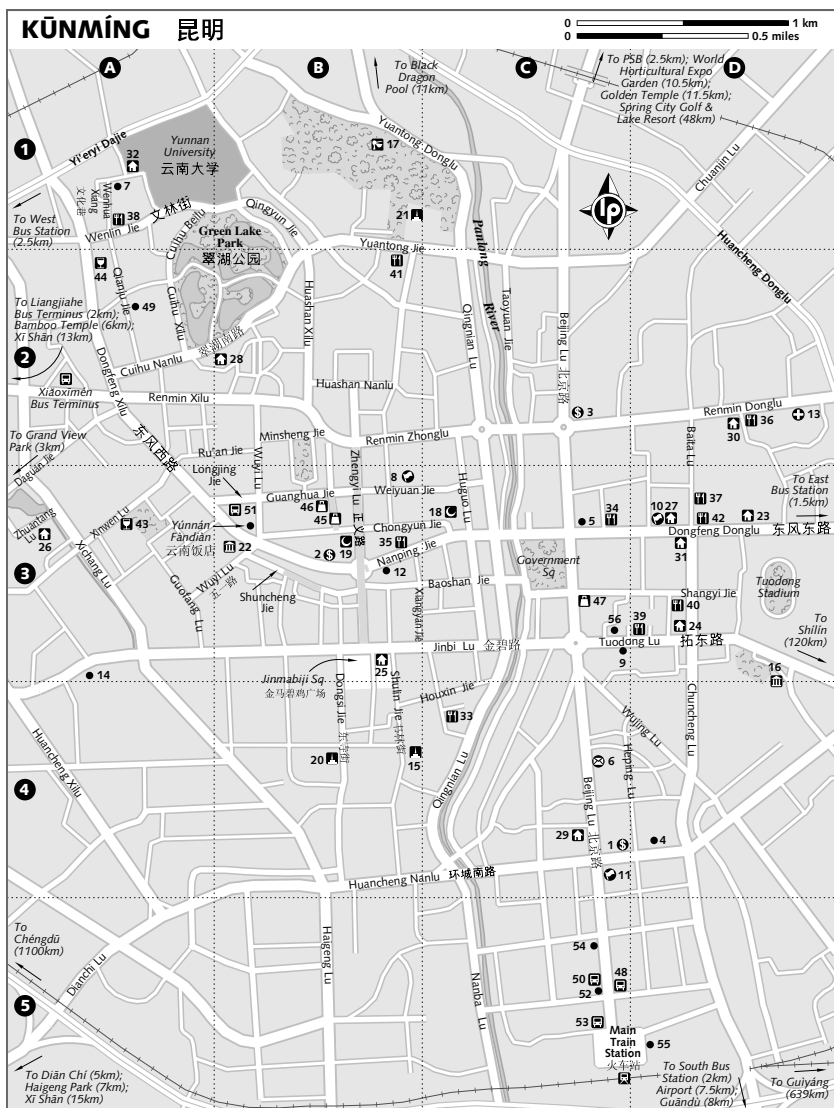 KŪNMÍNG 昆明
0 1 km
0 0.5 miles
A
B
C
D
1
2
3
4
5
To Black
Dragon
Pool (11km)
To PSB (2.5km); World
Horticultural Expo
Garden (10.5km);
Golden Temple (11.5km);
Spring City Golf &
Lake Resort (48km)
Yunnan
University
云南大学
Yi'eryi Dajie
32
7
38
Wenhua
Xiang
文化巷
文林街
Wenlin Jie
To West
Bus Station
(2.5km)
Cuihu Beilu
Qingyun Jie
Green Lake
Park
翠湖公园
17
Yuantong Donglu
21
Yuantong Jie
41
Panlong
River
lp
Chuanjin Lu
Huancheng Donglu
44
Qianju Jie
49
Cuihu Xilu
Huashan Xilu
Qingnian Lu
Taoyuan Jie
Beijing Lu 北京路
To Liangjiahe
Bus Terminus (2km);
Bamboo Temple (6km);
Xī Shān (13km)
Cuihu Nanlu
翠湖南路
28
Xiǎoxīmén
Bus Terminus
Dongfeng Xilu
东风西路
Huashan Nanlu
Renmin Xilu
3
Renmin Donglu
13
36
30
Minsheng Jie
Renmin Zhonglu
To Grand View
Park (3km)
Daguan Jie
Ru'an Jie
Longjing
Jie
Wuyi Lu
Zhengyi Lu 正义路
8
Weiyuan Jie
Huguo Lu
Baita Lu
To East
Bus Station
(1.5km)
Guanghua Jie
51
46
45
18
5
34
10
27
37
42
23
Chongyun Jie
Dongfeng Donglu 东风东路
Zhuantang
Lu
26
Xinwen Lu
43
Yúnnán
Fàndiàn
云南饭店
22
2
19
35
Nanping Jie
12
31
Xichang Lu
Guofang Lu
Wuyi Lu
五一路
Shuncheng
Jie
Baoshan Jie
Xiangyan Jie
Government
Sq
47
Shangyi Jie
40
Tuodong
Stadium
56
39
24
To
Shílín
(120km)
Jinbi Lu 金碧路
Tuodong Lu 拓东路
9
16
14
Jinmabiji Sq
金马碧鸡广场
25
Dongsi Jie 东寺街
Shulin Jie 书林街
Houxin Jie
33
20
15
Qingnian Lu
Wujing Lu
Chuncheng Lu
Heping Lu
6
Huancheng Xilu
29
Beijing Lu 北京路
1
4
Huancheng Nanlu 环城南路
11
To
Chéngdū
(1100km)
Dianchi Lu
Haigeng Lu
Nanba Lu
54
50
48
52
53
Main
Train
Station
火车站
55
To Diān Chí (5km);
Haigeng Park (7km);
Xī Shān (15km)
To South Bus
Station (2km)
Airport (7.5km);
Guāndù (8km)
To Guìyáng
(639km)